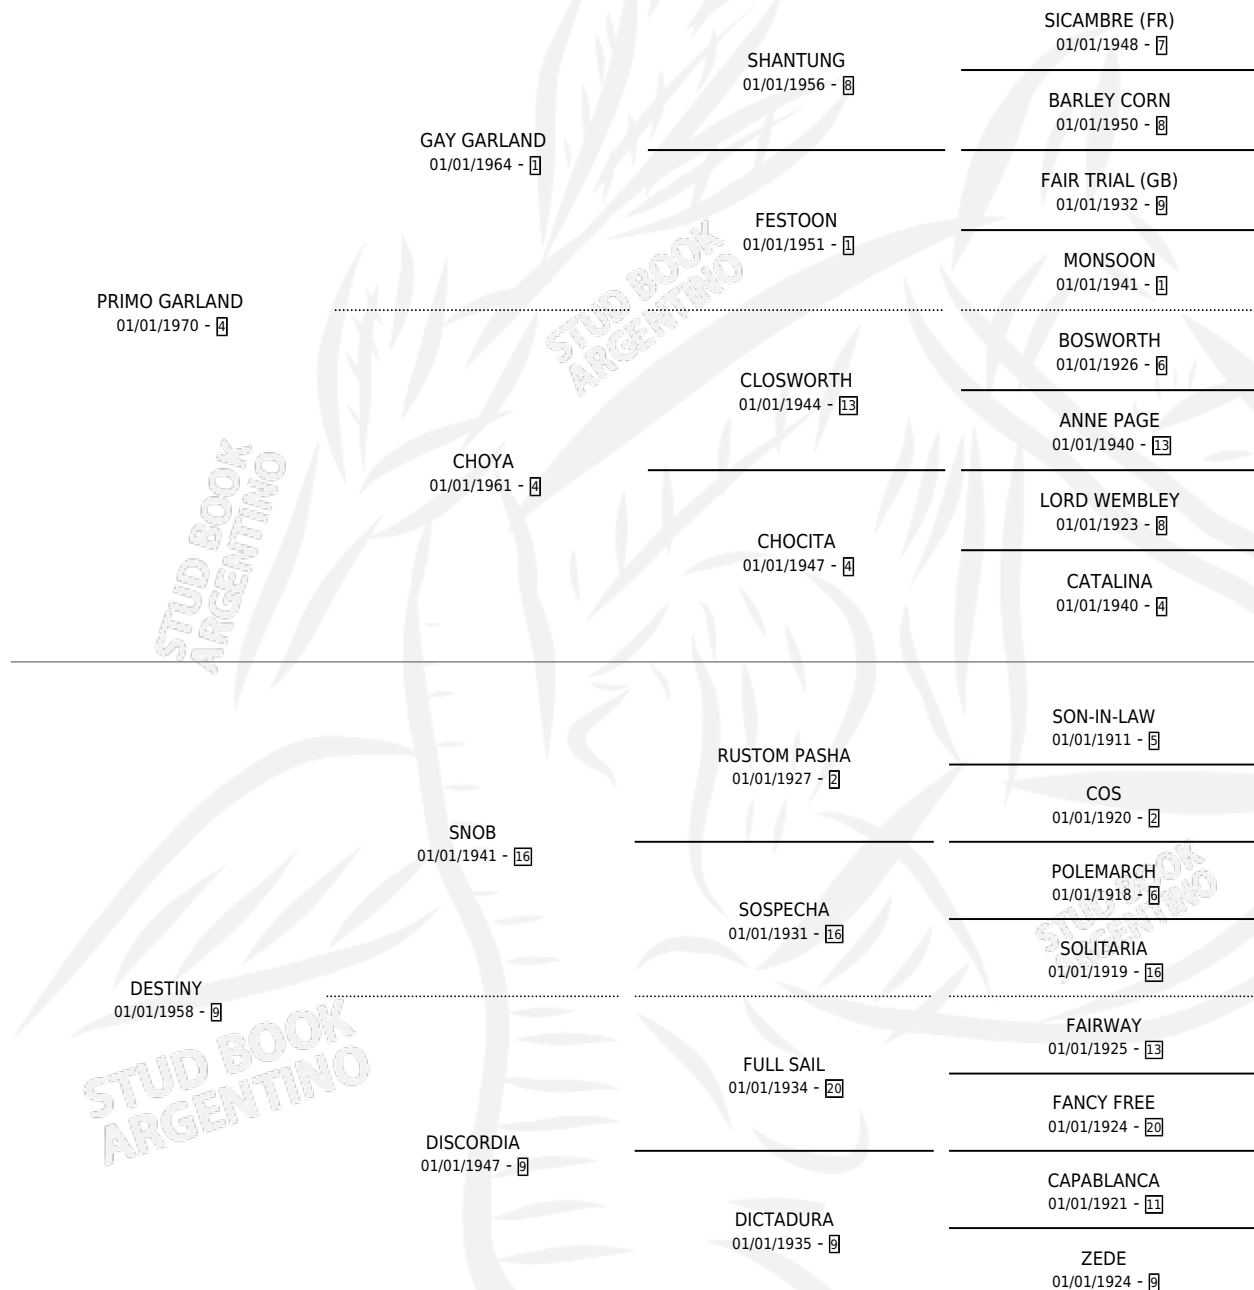 SICAMBRE (FR)
01/01/1948 - 7
SHANTUNG
01/01/1956 - 8
BARLEY CORN
01/01/1950 - 8
GAY GARLAND
01/01/1964 - 1
FAIR TRIAL (GB)
01/01/1932 - 9
FESTOON
01/01/1951 - 1
MONSOON
01/01/1941 - 1
PRIMO GARLAND
01/01/1970 - 4
BOSWORTH
01/01/1926 - 6
CLOSWORTH
01/01/1944 - 13
ANNE PAGE
01/01/1940 - 13
CHOYA
01/01/1961 - 4
LORD WEMBLEY
01/01/1923 - 8
CHOCITA
01/01/1947 - 4
CATALINA
01/01/1940 - 4
STUD BOOK
ARGENTINO
STUD BOOK
ARGENTINO
SON-IN-LAW
01/01/1911 - 5
RUSTOM PASHA
01/01/1927 - 2
COS
01/01/1920 - 2
SNOB
01/01/1941 - 16
POLEMARCH
01/01/1918 - 6
SOSPECHA
01/01/1931 - 16
SOLITARIA
01/01/1919 - 16
DESTINY
01/01/1958 - 9
FAIRWAY
01/01/1925 - 13
FULL SAIL
01/01/1934 - 20
FANCY FREE
01/01/1924 - 20
DISCORDIA
01/01/1947 - 9
CAPABLANCA
01/01/1921 - 11
DICTADURA
01/01/1935 - 9
ZEDE
01/01/1924 - 9
STUD BOOK
ARGENTINO
STUD BOOK
ARGENTINO